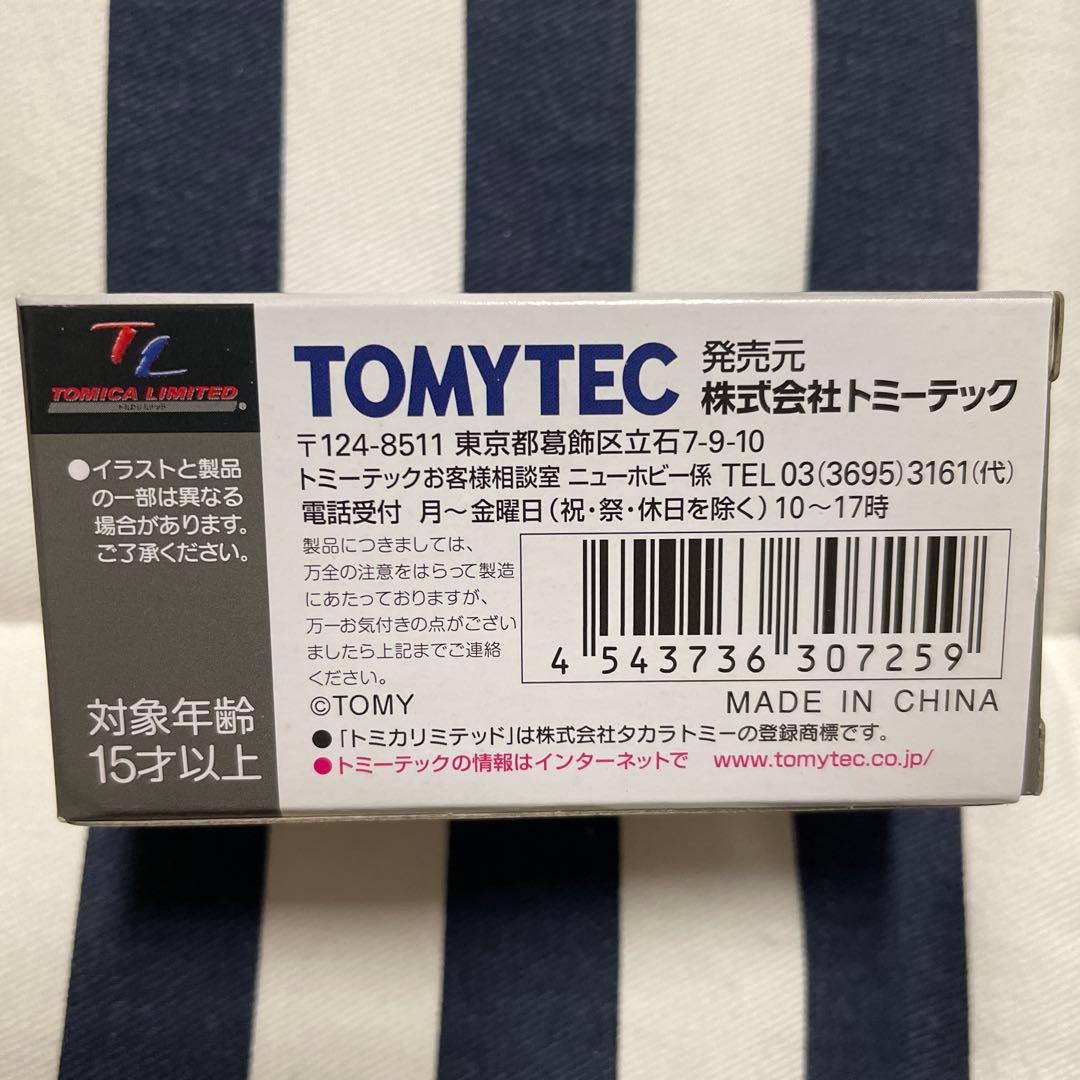 TL
TOMICA LIMITED
トミカリミテッド
®
●イラストと製品
の一部は異なる
場合があります。
ご了承ください。
対象年齢
15才以上
TOMYTEC
発売元
株式会社トミーテック
〒124-8511 東京都葛飾区立石7-9-10
トミーテックお客様相談室 ニューホビー係 TEL 03(3695)3161(代)
電話受付 月～金曜日(祝・祭・休日を除く)10～17時
製品につきましては、
万全の注意をはらって製造
にあたっておりますが、
万一お気付きの点がござい
ましたら上記までご連絡
ください。
4 543736 307259
©TOMY
MADE IN CHINA
●「トミカリミテッド」は株式会社タカラトミーの登録商標です。
●トミーテックの情報はインターネットで www.tomytec.co.jp/